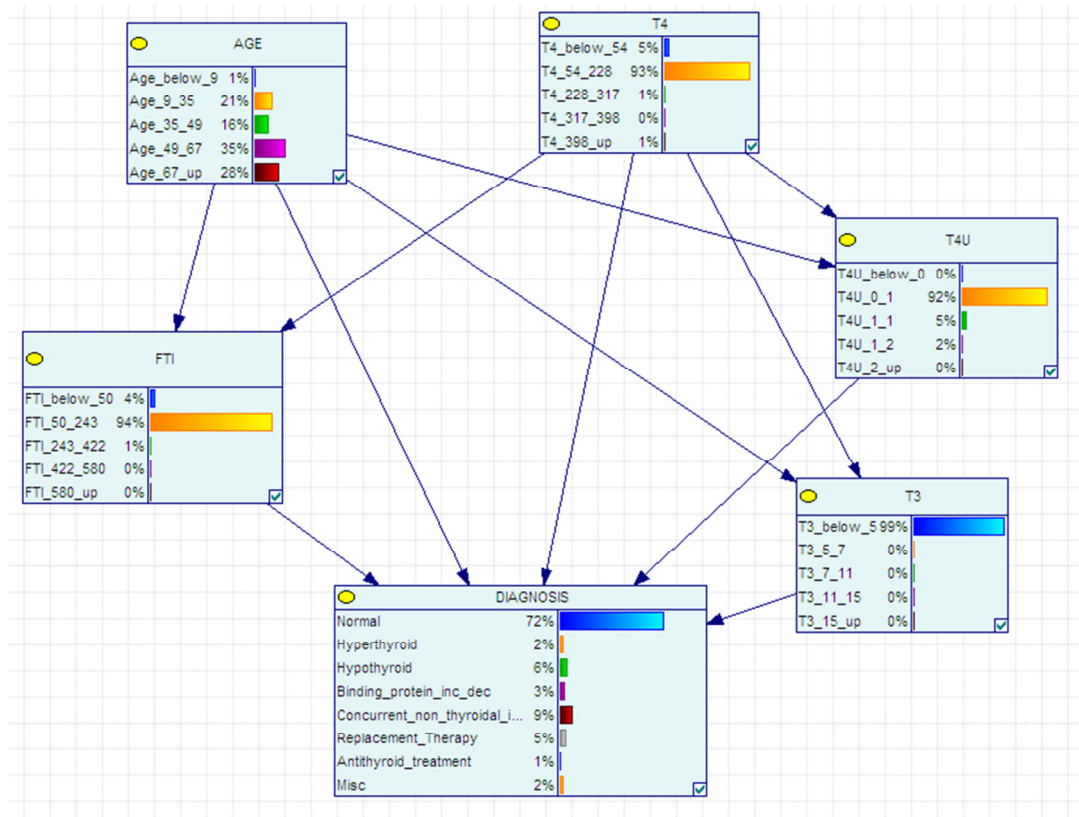 AGE
Age_below_9 1%
Age_9_35 21%
Age_35_49 16%
Age_49_67 35%
Age_67_up 28%
T4
T4_below_54 5%
T4_54_228 93%
T4_228_317 1%
T4_317_398 0%
T4_398_up 1%
T4U
T4U_below_0 0%
T4U_0_1 92%
T4U_1_1 5%
T4U_1_2 2%
T4U_2_up 0%
FTI
FTI_below_50 4%
FTI_50_243 94%
FTI_243_422 1%
FTI_422_580 0%
FTI_580_up 0%
T3
T3_below_5 99%
T3_5_7 0%
T3_7_11 0%
T3_11_15 0%
T3_15_up 0%
DIAGNOSIS
Normal 72%
Hyperthyroid 2%
Hypothyroid 6%
Binding_protein_inc_dec 3%
Concurrent_non_thyroidal_i... 9%
Replacement_Therapy 5%
Antithyroid_treatment 1%
Misc 2%